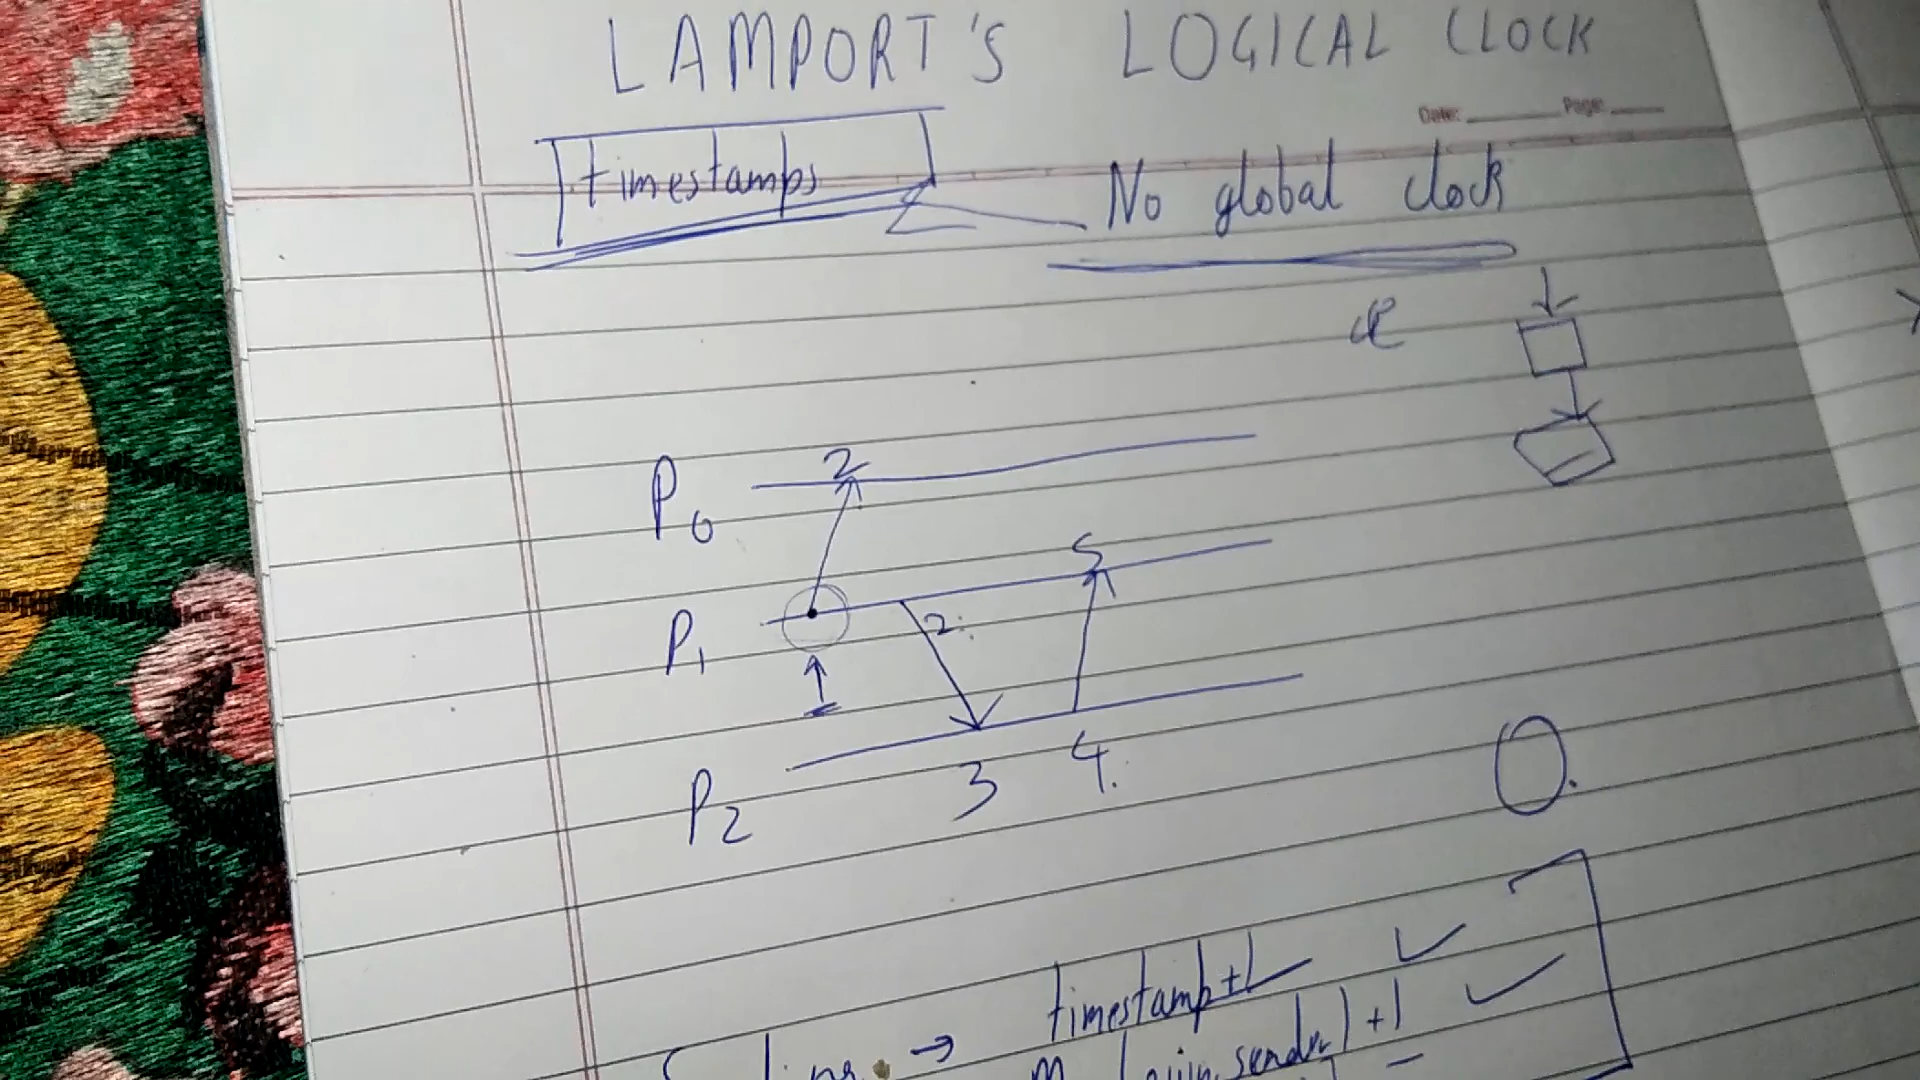 LAMPORT'S LOGICAL CLOCK
Date: Page:
timestamps No global clock
P0 2
5
P1 2
P2 3 4.
timestamp+1
sender)+1